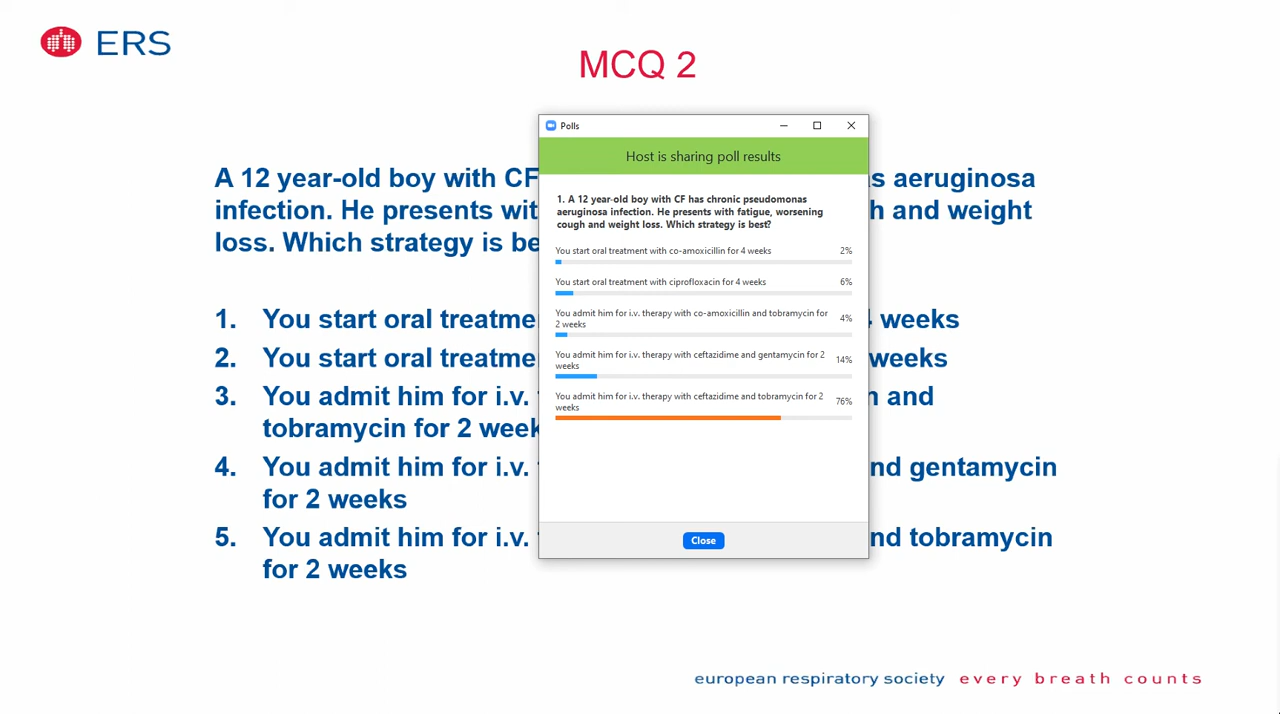 ERS
MCQ 2
A 12 year-old boy with CF
s aeruginosa
infection. He presents wit
h and weight
loss. Which strategy is be
1. You start oral treatme
4 weeks
2. You start oral treatme
weeks
3. You admit him for i.v.
n and
tobramycin for 2 week
4. You admit him for i.v.
nd gentamycin
for 2 weeks
5. You admit him for i.v.
nd tobramycin
for 2 weeks
Polls
Host is sharing poll results
1. A 12 year-old boy with CF has chronic pseudomonas
aeruginosa infection. He presents with fatigue, worsening
cough and weight loss. Which strategy is best?
You start oral treatment with co-amoxicillin for 4 weeks 2%
You start oral treatment with ciprofloxacin for 4 weeks 6%
You admit him for i.v. therapy with co-amoxicillin and tobramycin for
2 weeks
4%
You admit him for i.v. therapy with ceftazidime and gentamycin for 2
weeks
14%
You admit him for i.v. therapy with ceftazidime and tobramycin for 2
weeks
76%
Close
european respiratory society every breath counts